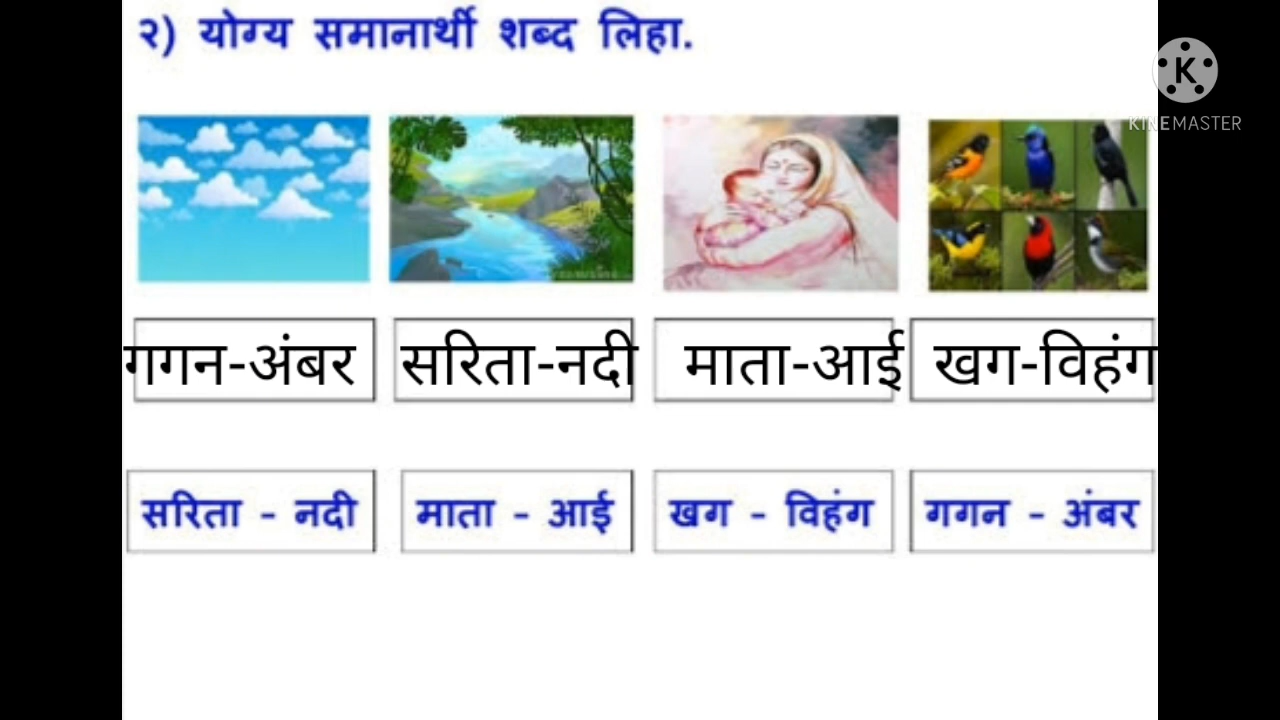 २) योग्य समानार्थी शब्द लिहा.
K
KINEMASTER
गगन-अंबर सरिता-नदी माता-आई खग-विहंग
सरिता - नदी माता - आई खग - विहंग गगन - अंबर